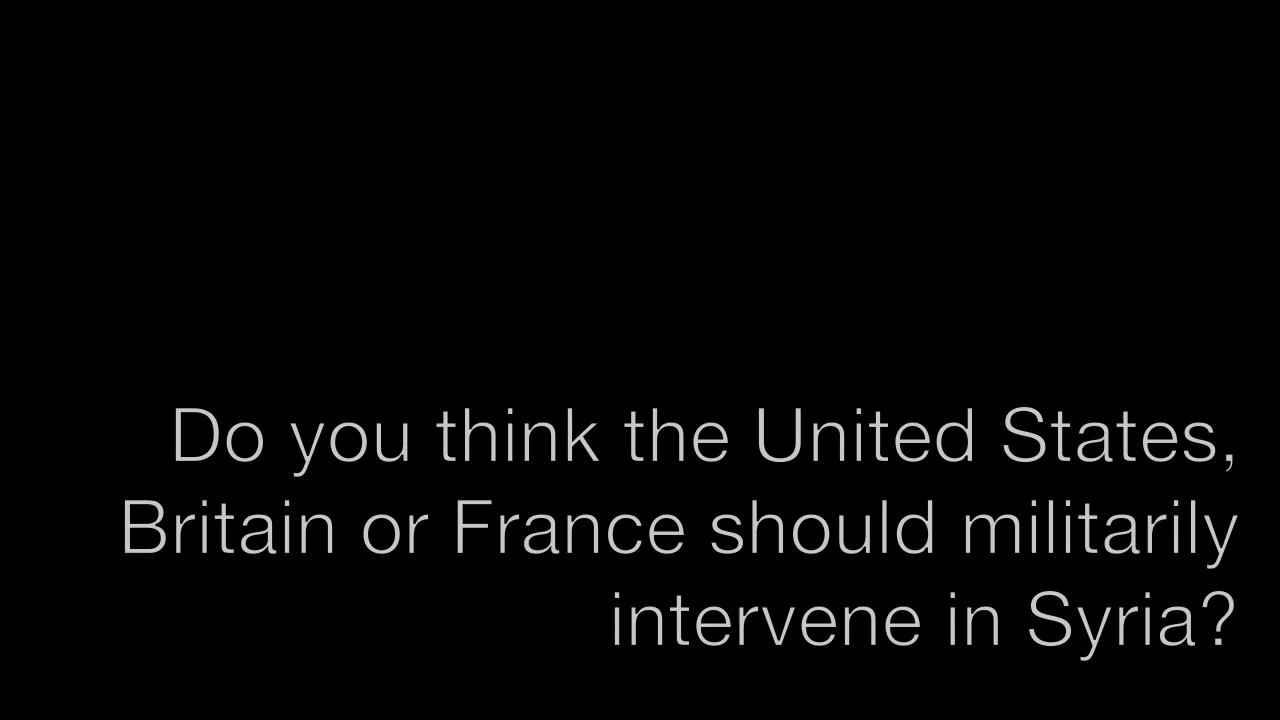 Do you think the United States,
Britain or France should militarily
intervene in Syria?